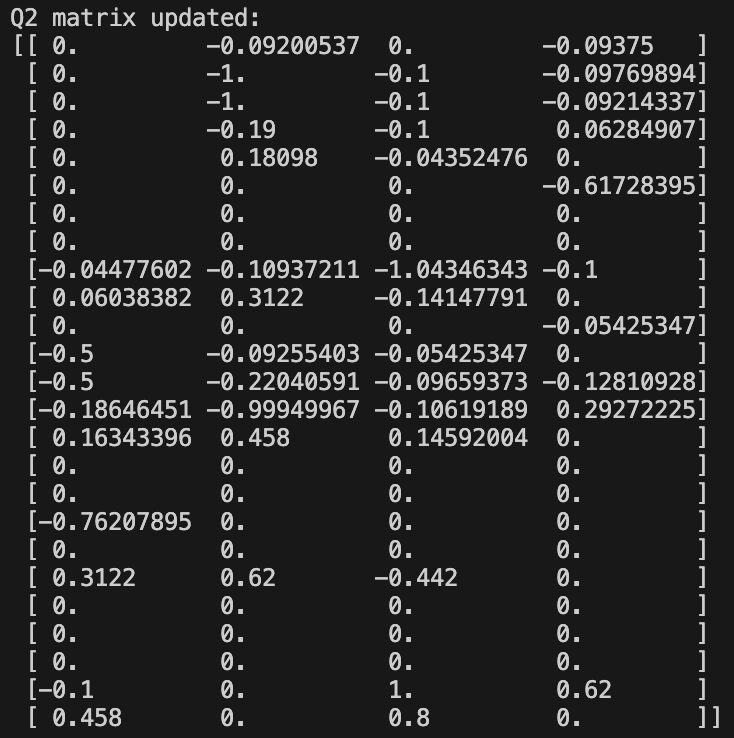 Q2 matrix updated:
[[ 0. -0.09200537 0. -0.09375 ]
[ 0. -1. -0.1 -0.09769894]
[ 0. -1. -0.1 -0.09214337]
[ 0. -0.19 -0.1 0.06284907]
[ 0. 0.18098 -0.04352476 0. ]
[ 0. 0. 0. -0.61728395]
[ 0. 0. 0. 0. ]
[ 0. 0. 0. 0. ]
[-0.04477602 -0.10937211 -1.04346343 -0.1 ]
[ 0.06038382 0.3122 -0.14147791 0. ]
[ 0. 0. 0. -0.05425347]
[-0.5 -0.09255403 -0.05425347 0. ]
[-0.5 -0.22040591 -0.09659373 -0.12810928]
[-0.18646451 -0.99949967 -0.10619189 0.29272225]
[ 0.16343396 0.458 0.14592004 0. ]
[ 0. 0. 0. 0. ]
[ 0. 0. 0. 0. ]
[-0.76207895 0. 0. 0. ]
[ 0. 0. 0. 0. ]
[ 0.3122 0.62 -0.442 0. ]
[ 0. 0. 0. 0. ]
[ 0. 0. 0. 0. ]
[ 0. 0. 0. 0. ]
[-0.1 0. 1. 0.62 ]
[ 0.458 0. 0.8 0. ]]